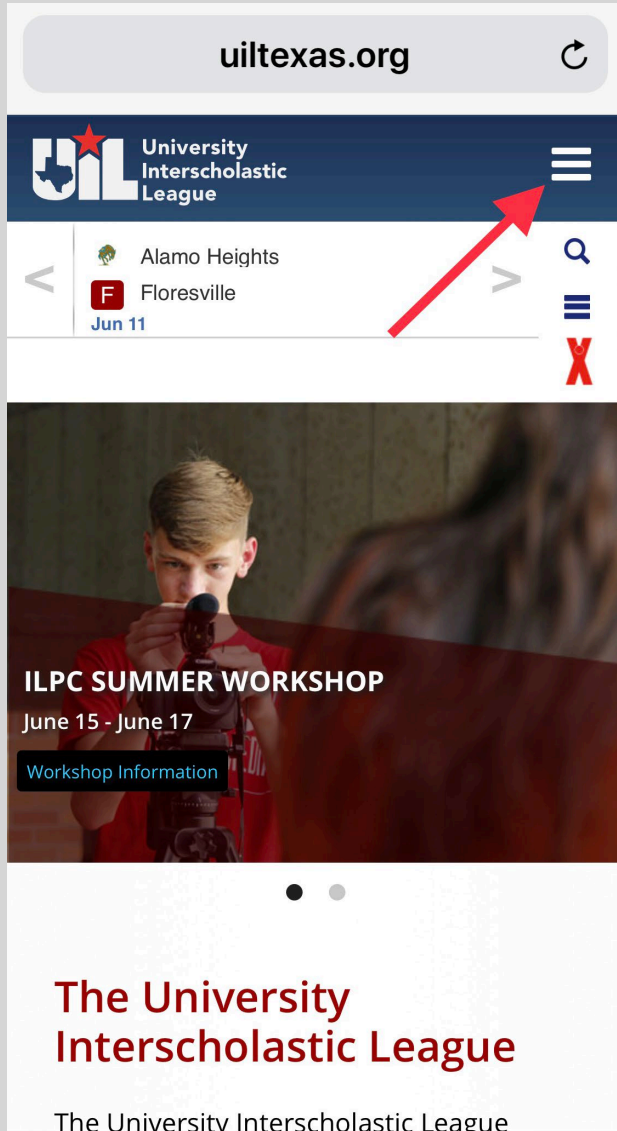 uiltexas.org
UIL
University
Interscholastic
League
Alamo Heights
F
Floresville
Jun 11
ILPC SUMMER WORKSHOP
June 15 - June 17
Workshop Information
The University
Interscholastic League
The University Interscholastic League